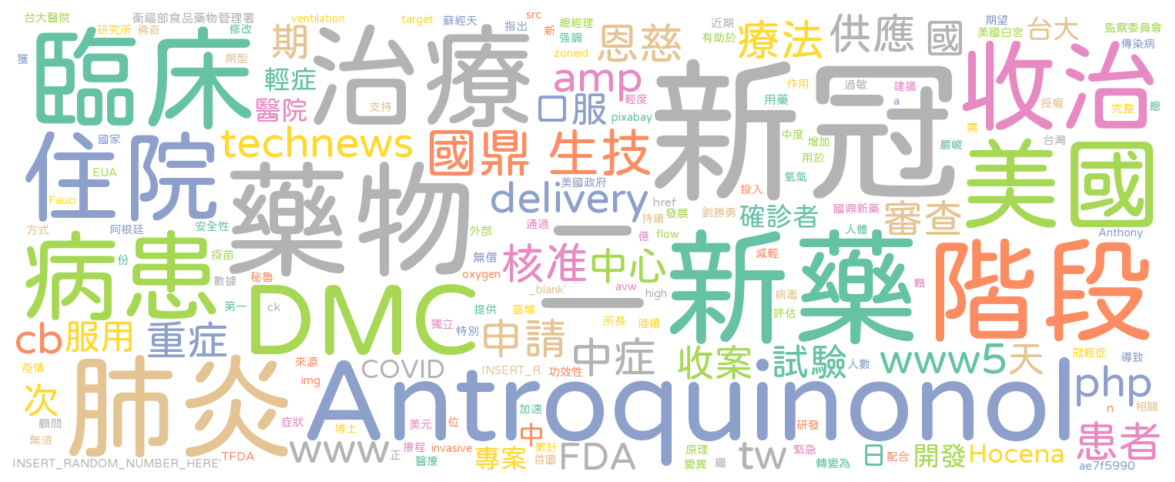 台大醫院
衛福部食品藥物管理署
ventilation
target
蘇經天
指出
src
總經理
近期
期望
監察委員會
研究所
佛奇
修改
新
强調
有助於
美國白宮
傳染病
獲
臨床
劑型
期
治療
恩慈
zoneid
療法
供應
國
台大
收治
輕症
醫院
支持
口服
amp
輕度
pixabay
新冠
作用
用藥
過敏
建議
a
授權
完整
總
需
國家
住院
technews
國鼎
生技
中度
增加
用於
嚴峻
台灣
美國
EUA
Fauci
藥物
delivery
美國政府
href
氧氣
投入
方式
阿根廷
安全性
外部
通過
億
三
持續
發展
flow
劉勝勇
確診者
國鼎新藥
人體
審查
Anthony
病患
份
疫苗
數據
秘魯
oxygen
無償
核准
中心
減輕
新藥
階段
第一
ck
DMC
_blank'
avw
high
病毒
評估
顆
cb
服用
重症
獨立
特別
提供
區域
申請
所長
陸續
中症
收案
試驗
人數
www5
天
冠輕症
導致
疫情
肺炎
來源
img
COVID
INSERT_R
功效性
Antroquinonol
php
次
顧問
無須
症狀
博士
美元
位
加速
中
n
相關
患者
INSERT_RANDOM_NUMBER_HERE'
TFDA
www
正
療程
醫療
invasive
專案
累計
首圖
FDA
原理
變異
繼
tw
研發
緊急
轉變為
日
配合
開發
Hocena
ae7f5990